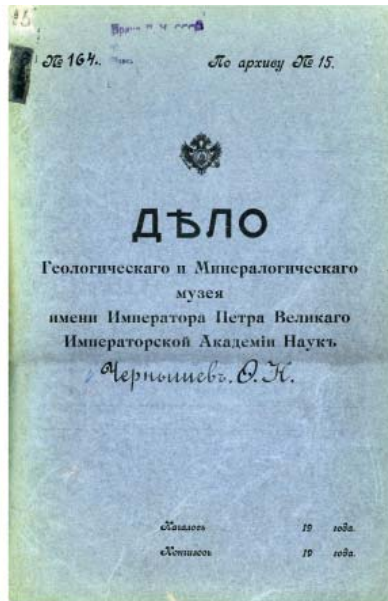 № 164.
По архиву № 15.
ДѢЛО
Геологическаго и Минералогическаго
музея
имени Императора Петра Великаго
Императорской Академіи Наукъ
Чернышевъ. Ѳ. Н.
Началось 19 года.
Кончилось 19 года.